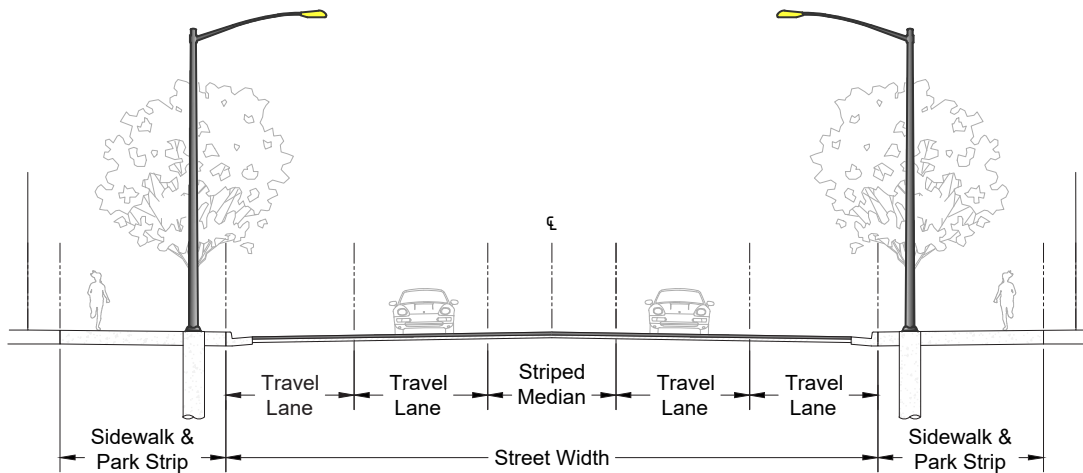 ℄
Travel
Lane
Travel
Lane
Striped
Median
Travel
Lane
Travel
Lane
Sidewalk &
Park Strip
Street Width
Sidewalk &
Park Strip